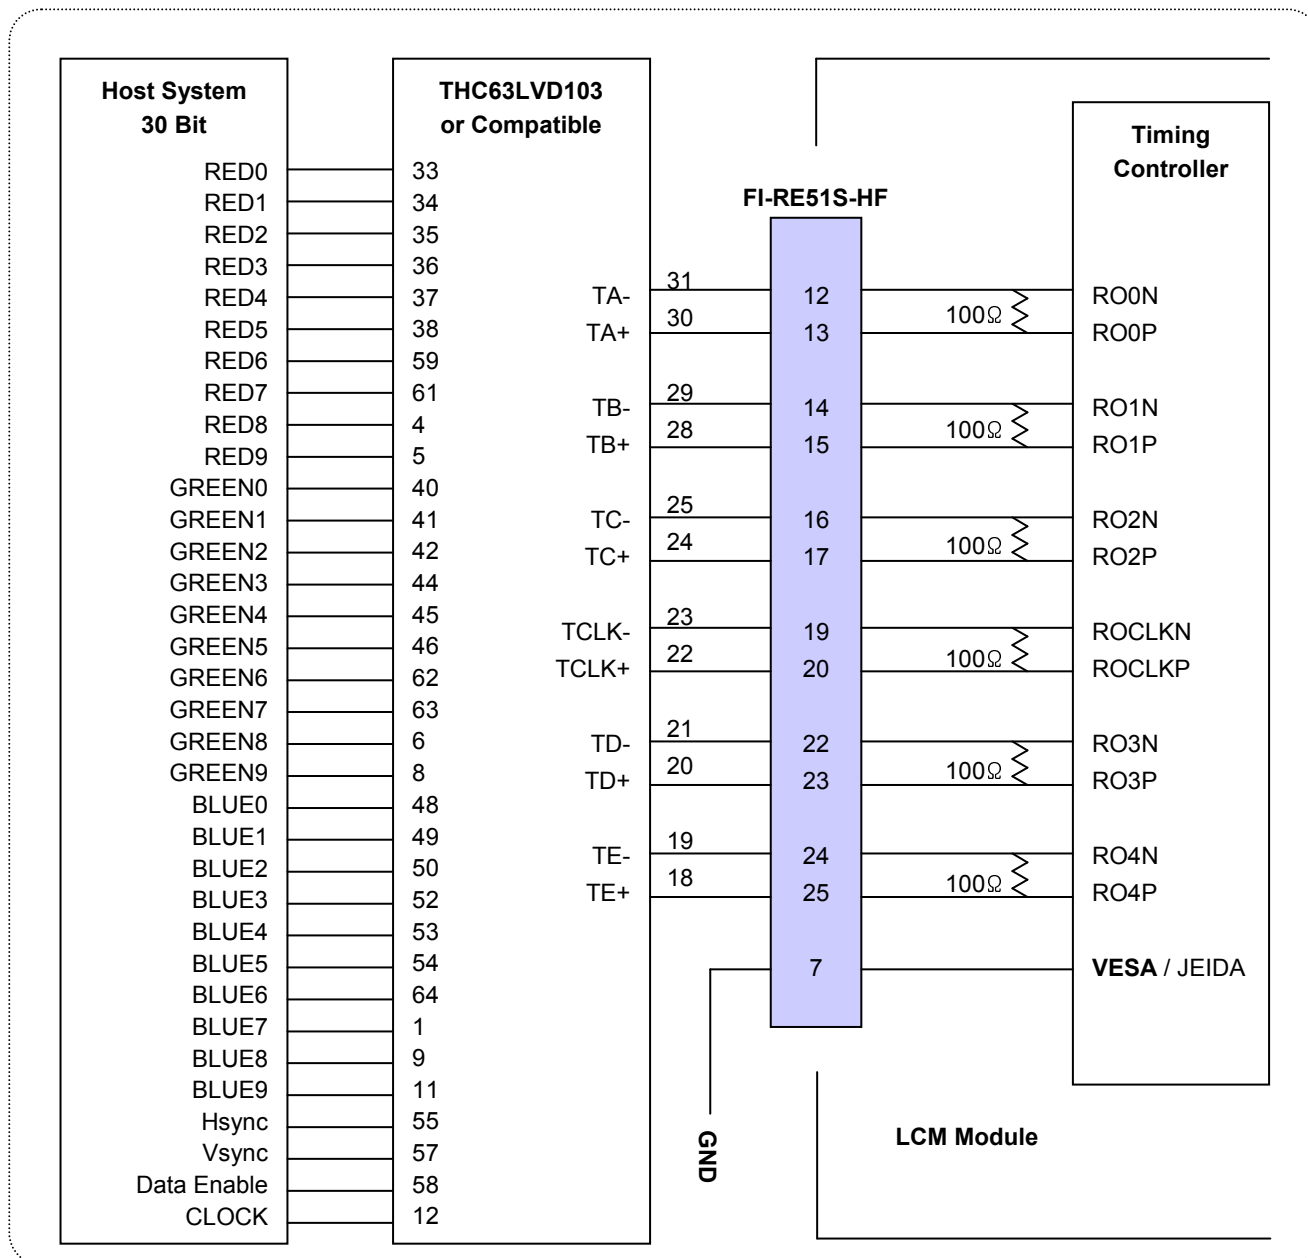 Host System
30 Bit
THC63LVD103
or Compatible
Timing
Controller
FI-RE51S-HF
RED0 33
RED1 34
RED2 35
RED3 36
RED4 37
RED5 38
RED6 59
RED7 61
RED8 4
RED9 5
GREEN0 40
GREEN1 41
GREEN2 42
GREEN3 44
GREEN4 45
GREEN5 46
GREEN6 62
GREEN7 63
GREEN8 6
GREEN9 8
BLUE0 48
BLUE1 49
BLUE2 50
BLUE3 52
BLUE4 53
BLUE5 54
BLUE6 64
BLUE7 1
BLUE8 9
BLUE9 11
Hsync 55
Vsync 57
Data Enable 58
CLOCK 12
TA- 31 12 RO0N
100Ω
TA+ 30 13 RO0P
TB- 29 14 RO1N
100Ω
TB+ 28 15 RO1P
TC- 25 16 RO2N
100Ω
TC+ 24 17 RO2P
TCLK- 23 19 ROCLKN
100Ω
TCLK+ 22 20 ROCLKP
TD- 21 22 RO3N
100Ω
TD+ 20 23 RO3P
TE- 19 24 RO4N
100Ω
TE+ 18 25 RO4P
7 VESA / JEIDA
GND
LCM Module